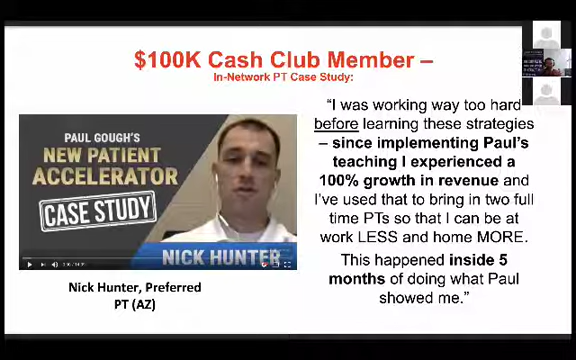 $100K Cash Club Member –
In-Network PT Case Study:
PAUL GOUGH'S
NEW PATIENT
ACCELERATOR
CASE STUDY
NICK HUNTER
Nick Hunter, Preferred
PT (AZ)
“I was working way too hard
before learning these strategies
– since implementing Paul’s
teaching I experienced a
100% growth in revenue and
I’ve used that to bring in two full
time PTs so that I can be at
work LESS and home MORE.
This happened inside 5
months of doing what Paul
showed me.”